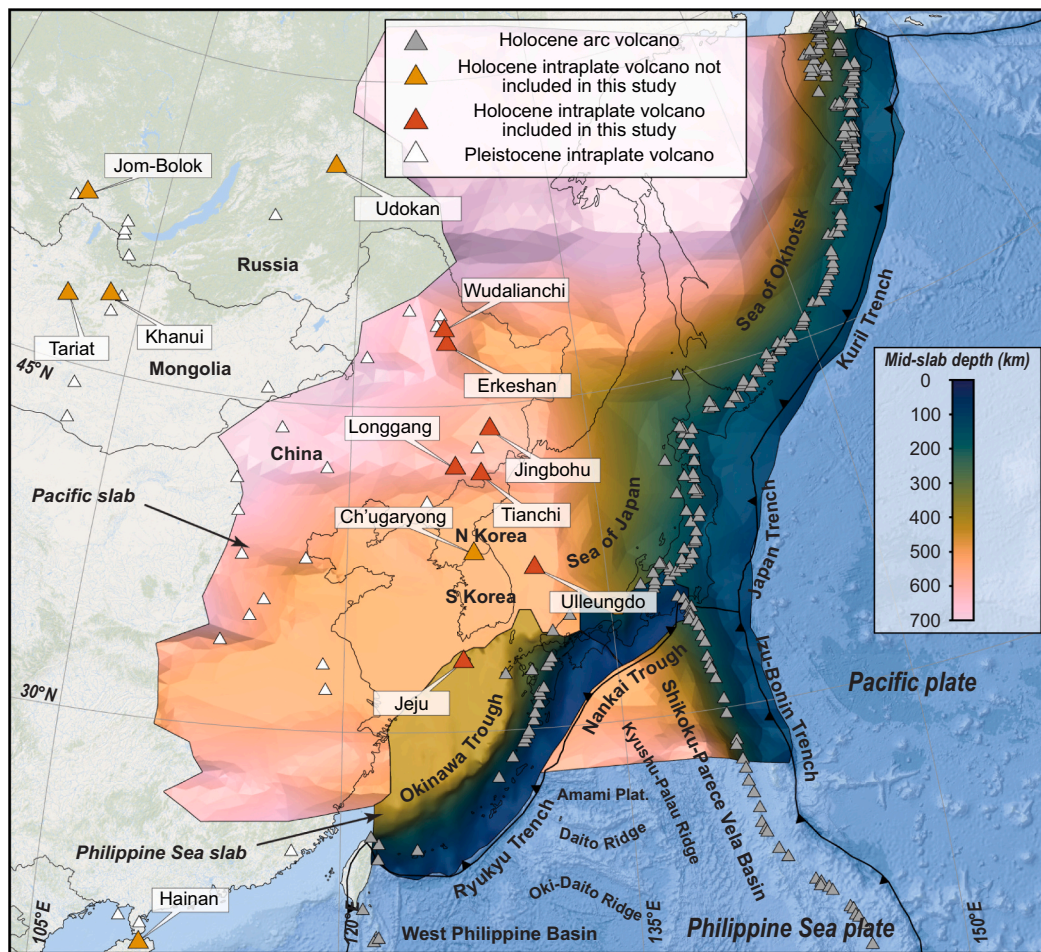 Holocene arc volcano
Holocene intraplate volcano not
included in this study
Holocene intraplate volcano
included in this study
Pleistocene intraplate volcano
Jom-Bolok
Udokan
Russia
Sea of Okhotsk
Wudalianchi
Kuril Trench
Tariat
Khanui
Mongolia
45°N
Erkeshan
Mid-slab depth (km)
0
100
200
300
400
500
600
700
Longgang
China
Jingbohu
Pacific slab
Tianchi
Ch'ugaryong
N Korea
Sea of Japan
Japan Trench
S Korea
Ulleungdo
Jeju
30°N
Nankai Trough
Izu-Bonin Trench
Pacific plate
Okinawa Trough
Shikoku-Parece Vela Basin
Kyushu-Palau Ridge
Amami Plat.
Daito Ridge
Philippine Sea slab
Ryukyu Trench
Oki-Daito Ridge
Hainan
105°E
120°E
West Philippine Basin
135°E
Philippine Sea plate
150°E